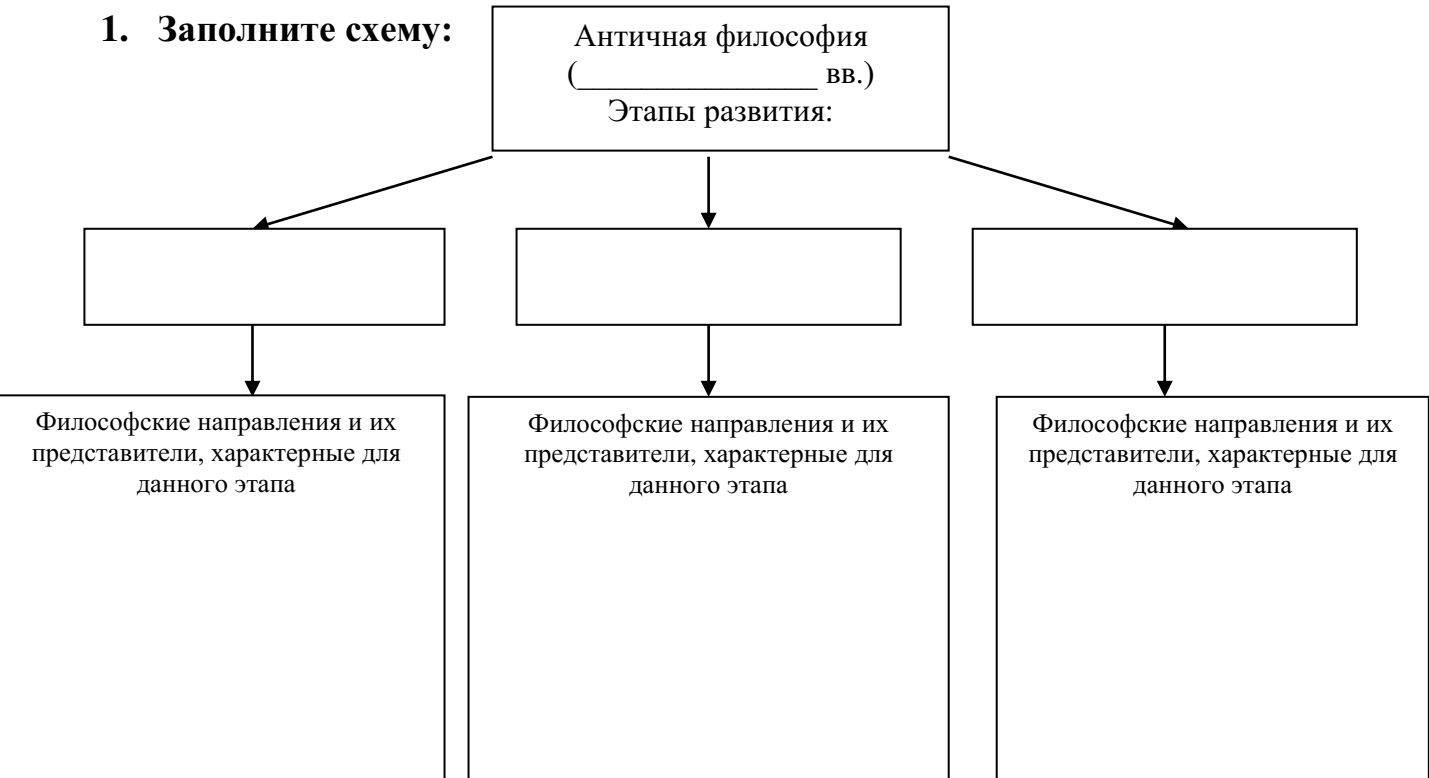 1. Заполните схему:
Античная философия
(_______________ вв.)
Этапы развития:
Философские направления и их
представители, характерные для
данного этапа
Философские направления и их
представители, характерные для
данного этапа
Философские направления и их
представители, характерные для
данного этапа